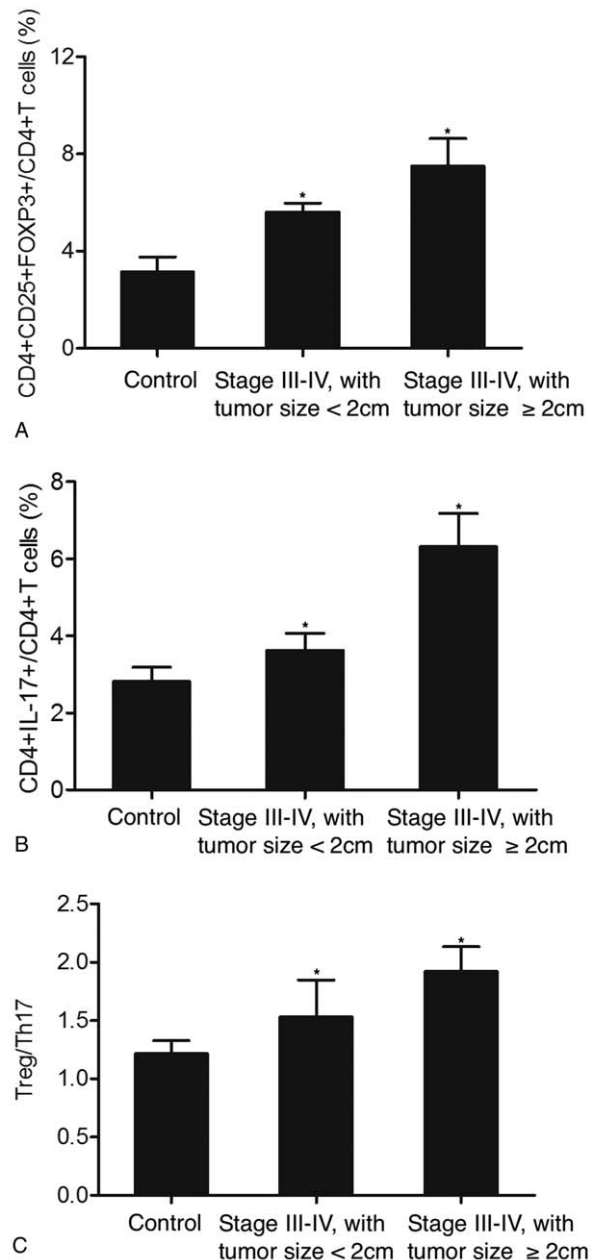 CD4+CD25+FOXP3+/CD4+T cells (%)
12
8
4
0
*
*
Control
Stage III-IV, with
tumor size < 2cm
Stage III-IV, with
tumor size ≥ 2cm
A
CD4+IL-17+/CD4+T cells (%)
8
6
4
2
0
*
*
Control
Stage III-IV, with
tumor size < 2cm
Stage III-IV, with
tumor size ≥ 2cm
B
Treg/Th17
2.5
2.0
1.5
1.0
0.5
0.0
*
*
Control
Stage III-IV, with
tumor size < 2cm
Stage III-IV, with
tumor size ≥ 2cm
C